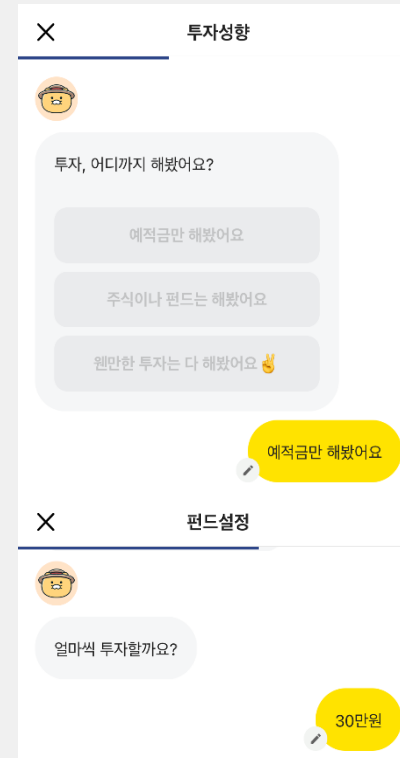 투자성향
투자, 어디까지 해봤어요?
예적금만 해봤어요
주식이나 펀드는 해봤어요
웬만한 투자는 다 해봤어요✌️
예적금만 해봤어요
펀드설정
얼마씩 투자할까요?
30만원